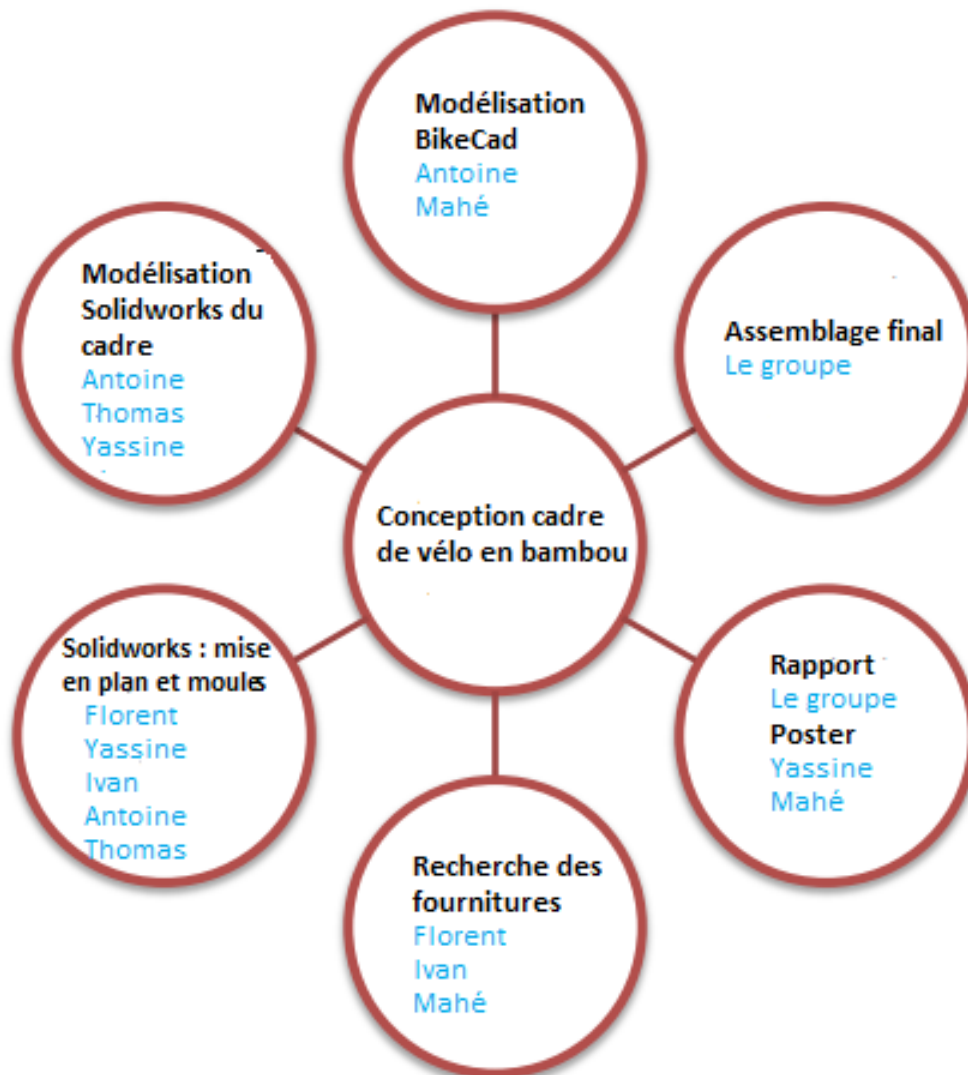 Modélisation
BikeCad
Antoine
Mahé
Modélisation
Solidworks du
cadre
Antoine
Thomas
Yassine
Assemblage final
Le groupe
Conception cadre
de vélo en bambou
Solidworks : mise
en plan et moules
Florent
Yassine
Ivan
Antoine
Thomas
Rapport
Le groupe
Poster
Yassine
Mahé
Recherche des
fournitures
Florent
Ivan
Mahé